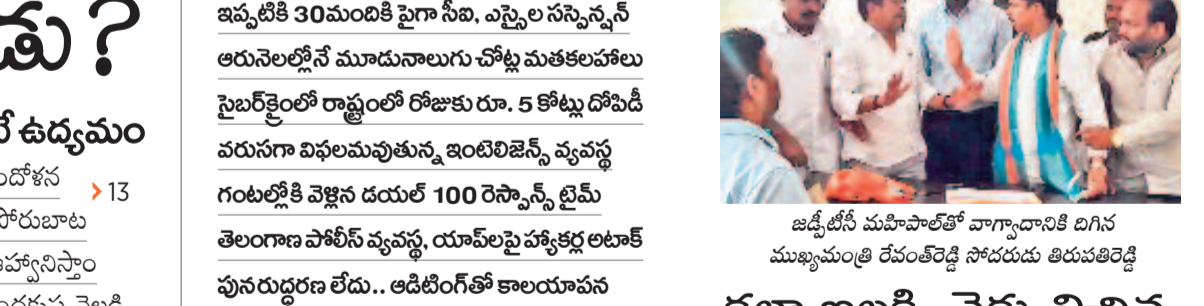 డు?
ఉద్యమం
13
ఇప్పటికి 30మందికి పైగా సీఐ, ఎస్సైల సస్పెన్షన్
ఆరునెలల్లోనే మూడునాలుగు చోట్ల మతకలహాలు
సైబర్‌క్రైంలో రాష్ట్రంలో రోజుకు రూ. 5 కోట్లు దోపిడీ
వరుసగా విఫలమవుతున్న ఇంటెలిజెన్స్ వ్యవస్థ
గంటల్లోకి వెళ్లిన డయల్ 100 రెస్పాన్స్ టైమ్
తెలంగాణ పోలీస్ వ్యవస్థ, యాప్‌లపై హ్యాకర్ల అటాక్
పునరుద్ధరణ లేదు.. ఆడిటింగ్‌తో కాలయాపన
జడ్పీటీసీ మహిపాల్‌తో వాగ్వాదానికి దిగిన
ముఖ్యమంత్రి రేవంత్‌రెడ్డి సోదరుడు తిరుపతిరెడ్డి